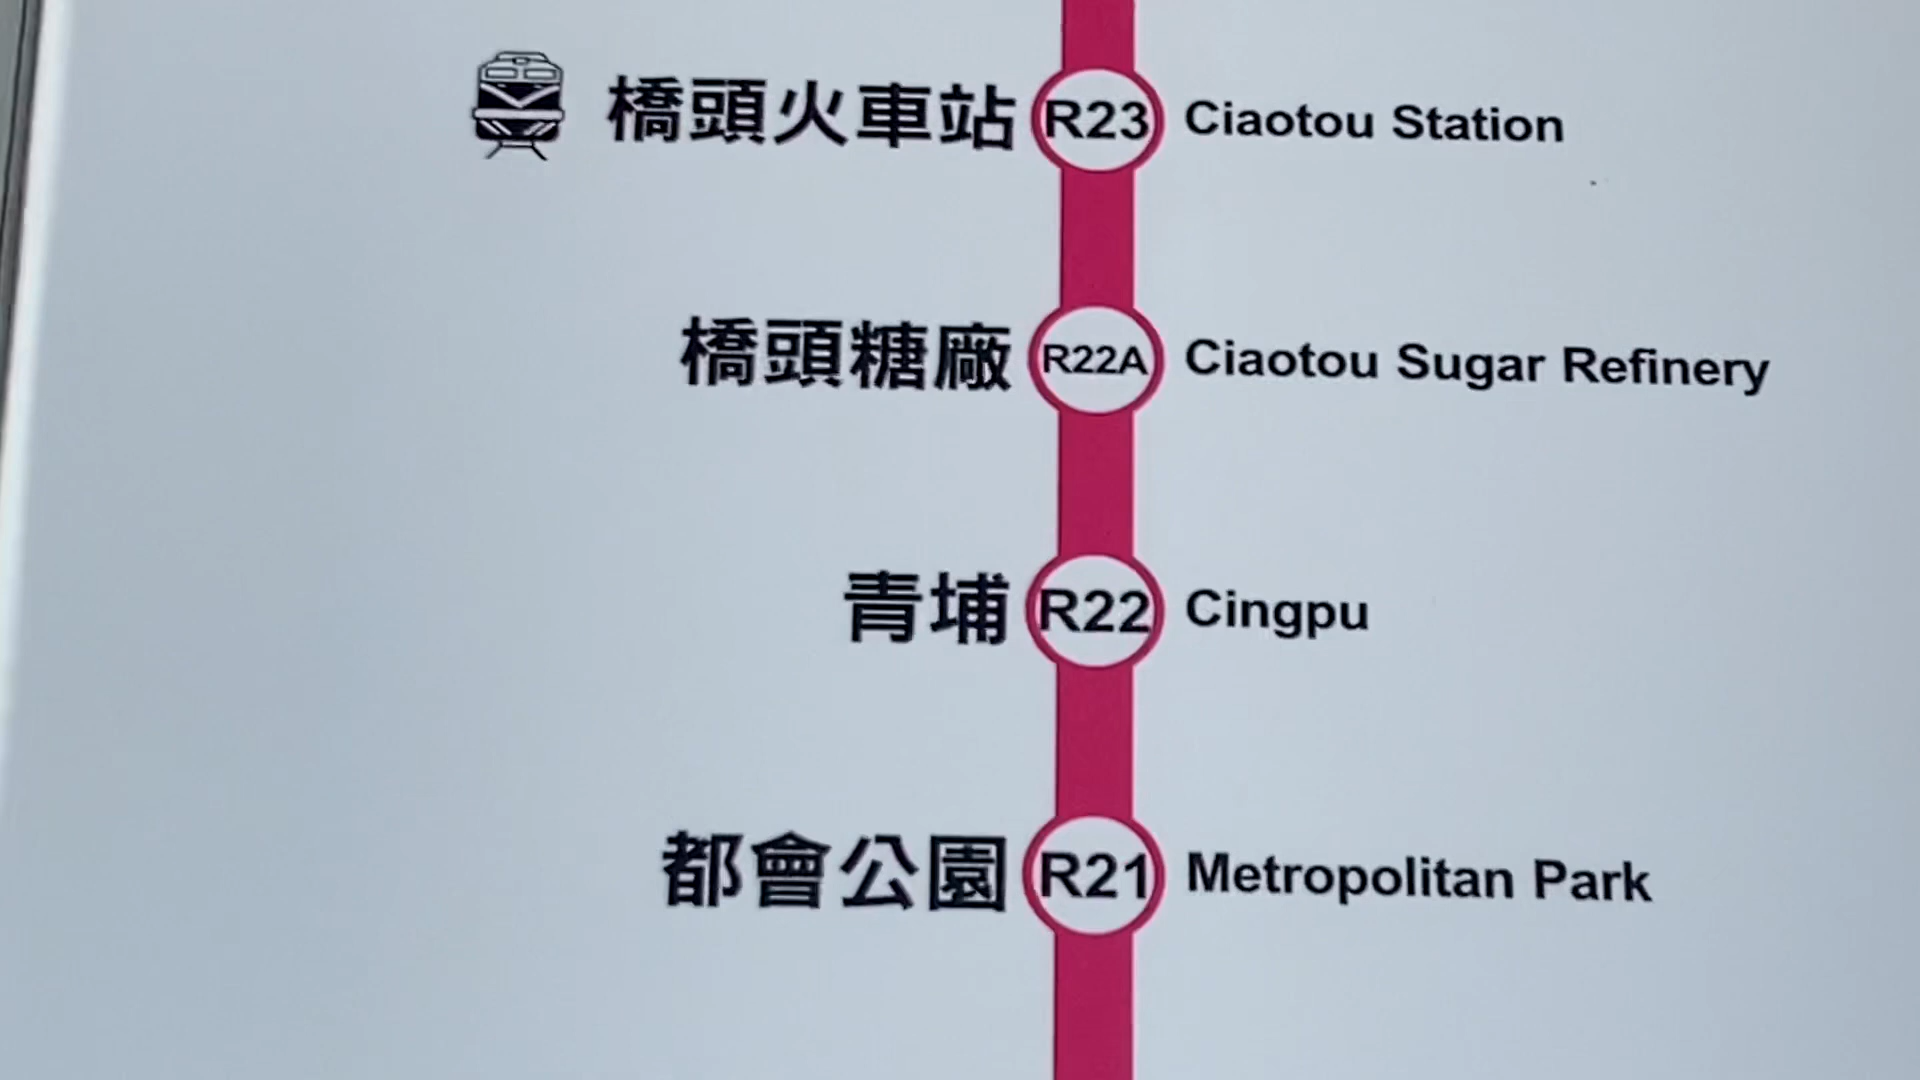 橋頭火車站 R23 Ciaotou Station
橋頭糖廠 R22A Ciaotou Sugar Refinery
青埔 R22 Cingpu
都會公園 R21 Metropolitan Park